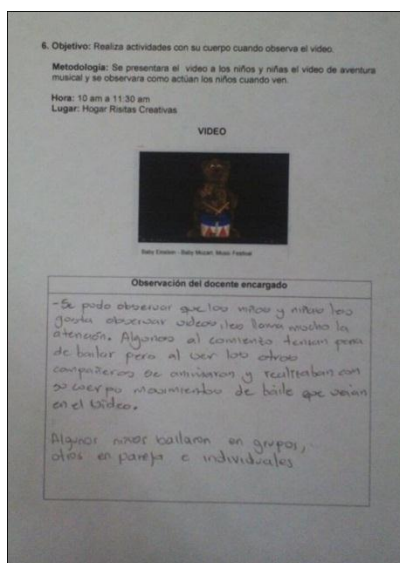 6. Objetivo: Realiza actividades con su cuerpo cuando observa el video.
Metodología: Se presentara el video a los niños y niñas el video de aventura
musical y se observara como actúan los niños cuando ven.
Hora: 10 am a 11:30 am
Lugar: Hogar Risitas Creativas
VIDEO
Baby Einstein - Baby Mozart, Music Festival
Observación del docente encargado
-Se pudo observar que los niños y niñas les
gusta observar videos, les llama mucho la
atención. Algunos al comienzo tenian pena
de bailar pero al ver los otros
compañeros se animaron y realizaban con
su cuerpo movimientos de baile que veian
en el video.
Algunos niños bailaron en grupos,
otros en pareja e individuales